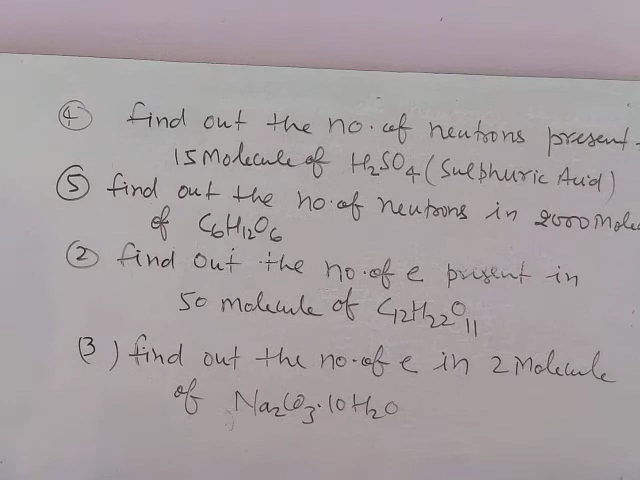 ④ find out the no. of neutrons present
15 Molecule of H₂SO₄ (Sulphuric Acid)
⑤ find out the no. of neutrons in 2000 Molec
of C₆H₁₂O₆
② find out the no. of e present in
50 molecule of C₁₂H₂₂O₁₁
(3) find out the no. of e in 2 Molecule
of Na₂CO₃.10H₂O